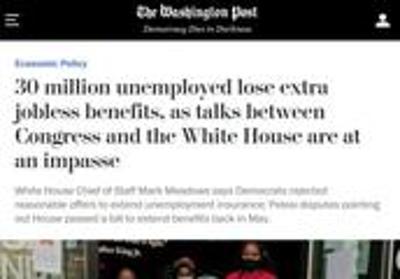 The Washington Post
Democracy Dies in Darkness
Economic Policy
30 million unemployed lose extra
jobless benefits, as talks between
Congress and the White House are at
an impasse
White House Chief of Staff Mark Meadows says Democrats rejected
reasonable offers to extend unemployment insurance; Pelosi disputes pointing
out House passed a bill to extend benefits back in May.